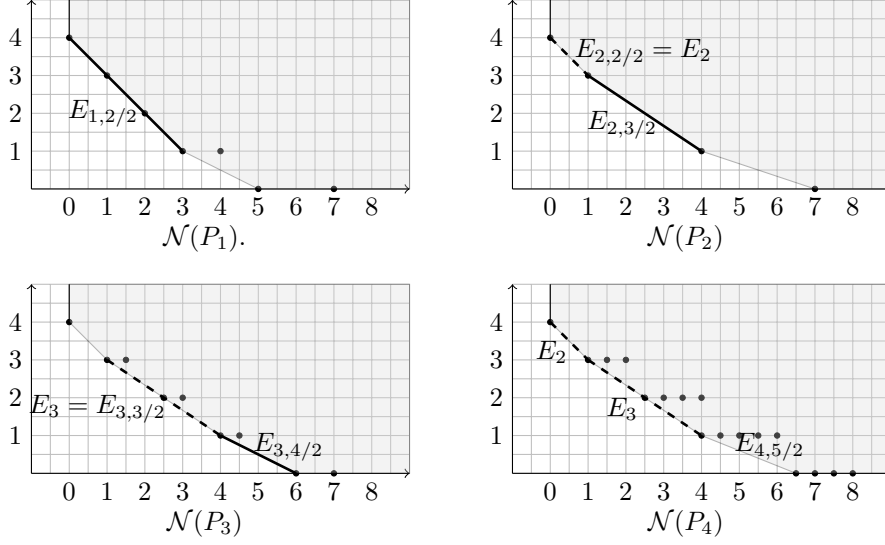 4
3
2
1
E_{1,2/2}
0 1 2 3 4 5 6 7 8
\mathcal{N}(P_1).
4
3
2
1
E_{2,2/2} = E_2
E_{2,3/2}
0 1 2 3 4 5 6 7 8
\mathcal{N}(P_2)
4
3
2
1
E_3 = E_{3,3/2}
E_{3,4/2}
0 1 2 3 4 5 6 7 8
\mathcal{N}(P_3)
4
3
2
1
E_2
E_3
E_{4,5/2}
0 1 2 3 4 5 6 7 8
\mathcal{N}(P_4)